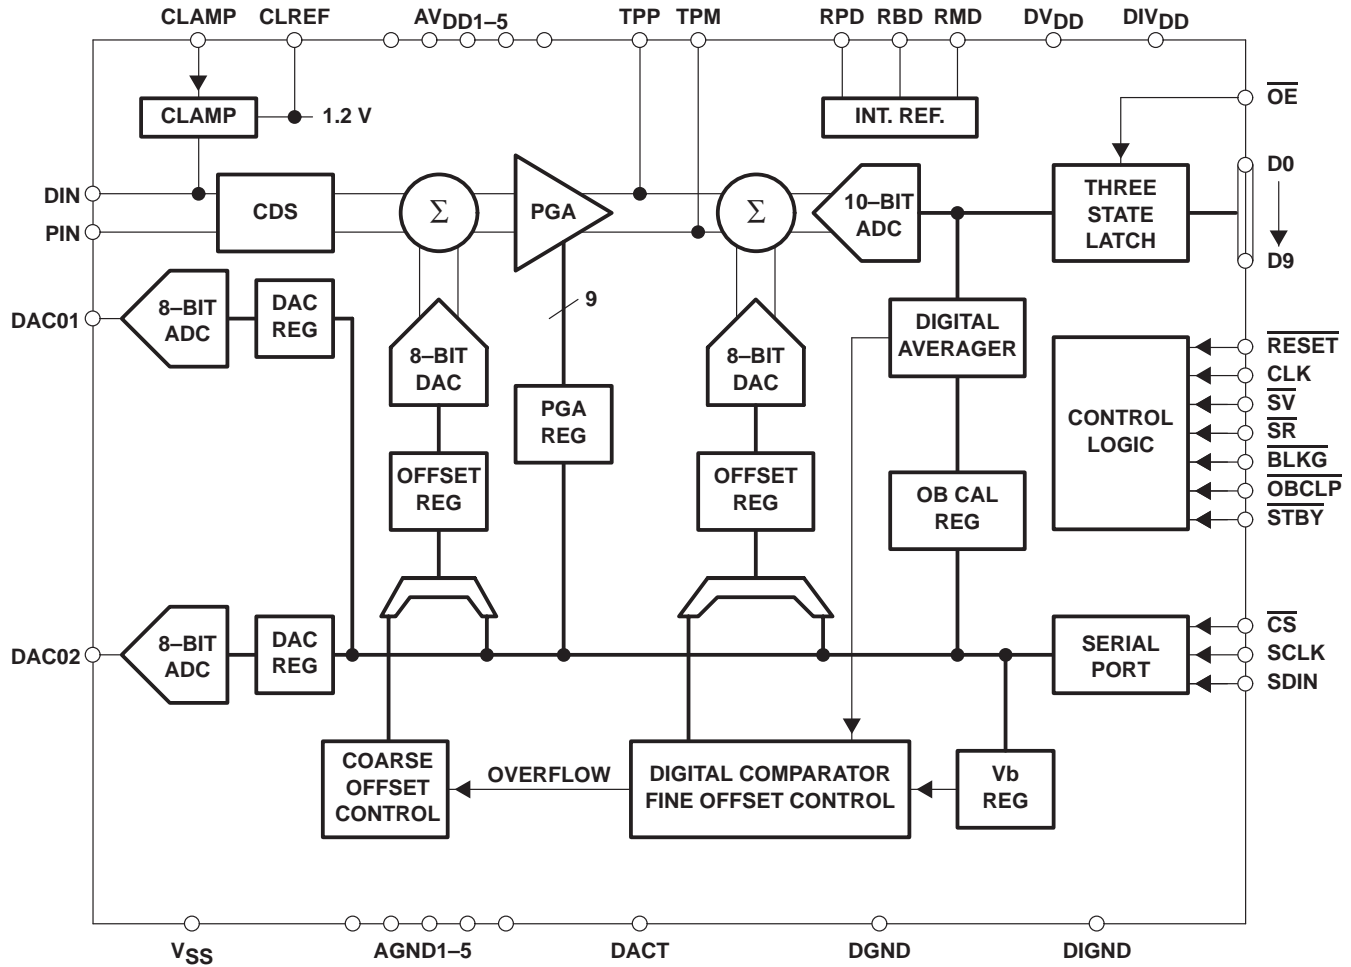 CLAMP CLREF AVDD1–5 TPP TPM RPD RBD RMD DVDD DIVDD
OE
CLAMP
1.2 V
INT. REF.
DIN
PIN
CDS
Σ
PGA
Σ
10–BIT
ADC
THREE
STATE
LATCH
D0
D9
DAC01
8–BIT
ADC
DAC
REG
9
8–BIT
DAC
8–BIT
DAC
DIGITAL
AVERAGER
PGA
REG
CONTROL
LOGIC
RESET
CLK
SV
SR
BLKG
OBCLP
STBY
OFFSET
REG
OFFSET
REG
OB CAL
REG
DAC02
8–BIT
ADC
DAC
REG
SERIAL
PORT
CS
SCLK
SDIN
COARSE
OFFSET
CONTROL
OVERFLOW
DIGITAL COMPARATOR
FINE OFFSET CONTROL
Vb
REG
VSS AGND1–5 DACT DGND DIGND